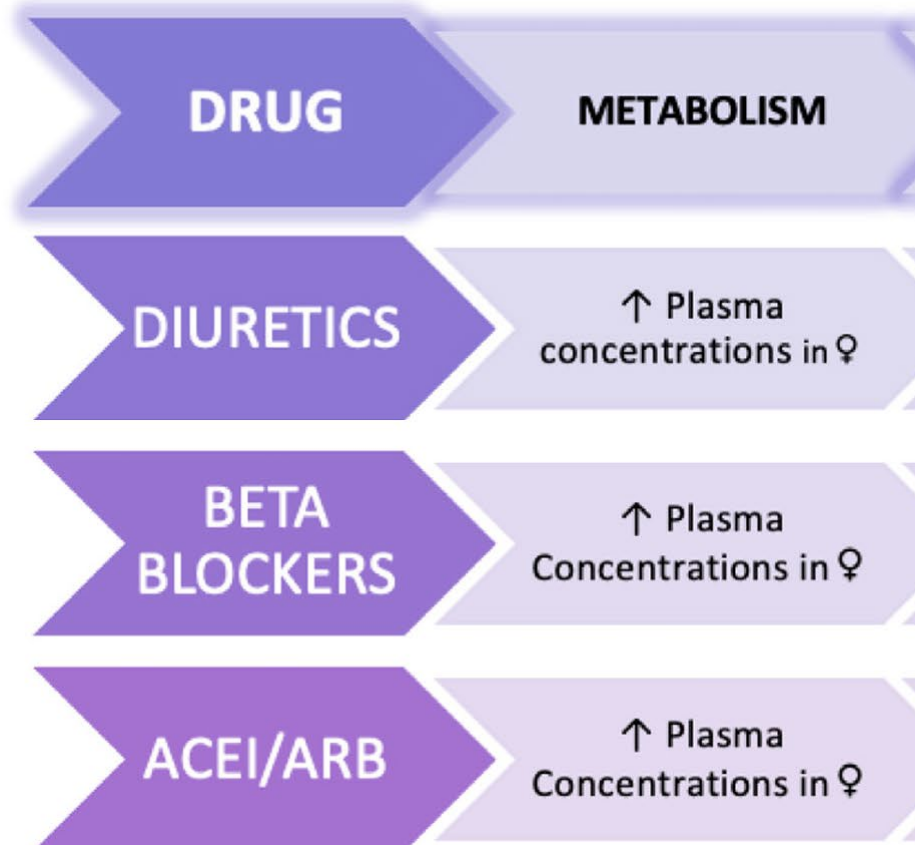 DRUG
METABOLISM
DIURETICS
↑ Plasma
concentrations in ♀
BETA
BLOCKERS
↑ Plasma
Concentrations in ♀
ACEI/ARB
↑ Plasma
Concentrations in ♀